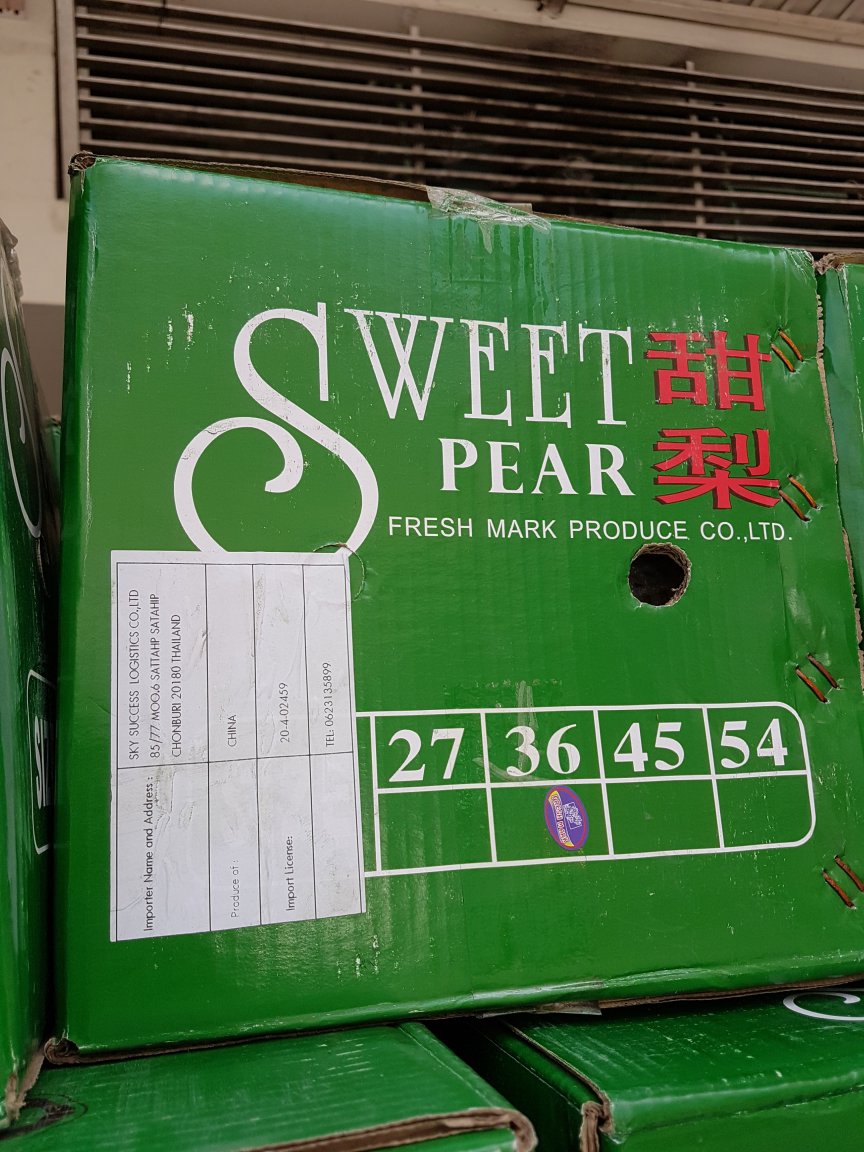 SWEET
PEAR
甜
梨
FRESH MARK PRODUCE CO.,LTD.
Importer Name and Address :
SKY SUCCESS LOGISTICS CO.,LTD
85/77 MOO.6 SATTAHP SATAHIP
CHONBURI 20180 THAILAND
Produce of : CHINA
Import License: 20-4-02459
TEL: 0623135899
27 36 45 54